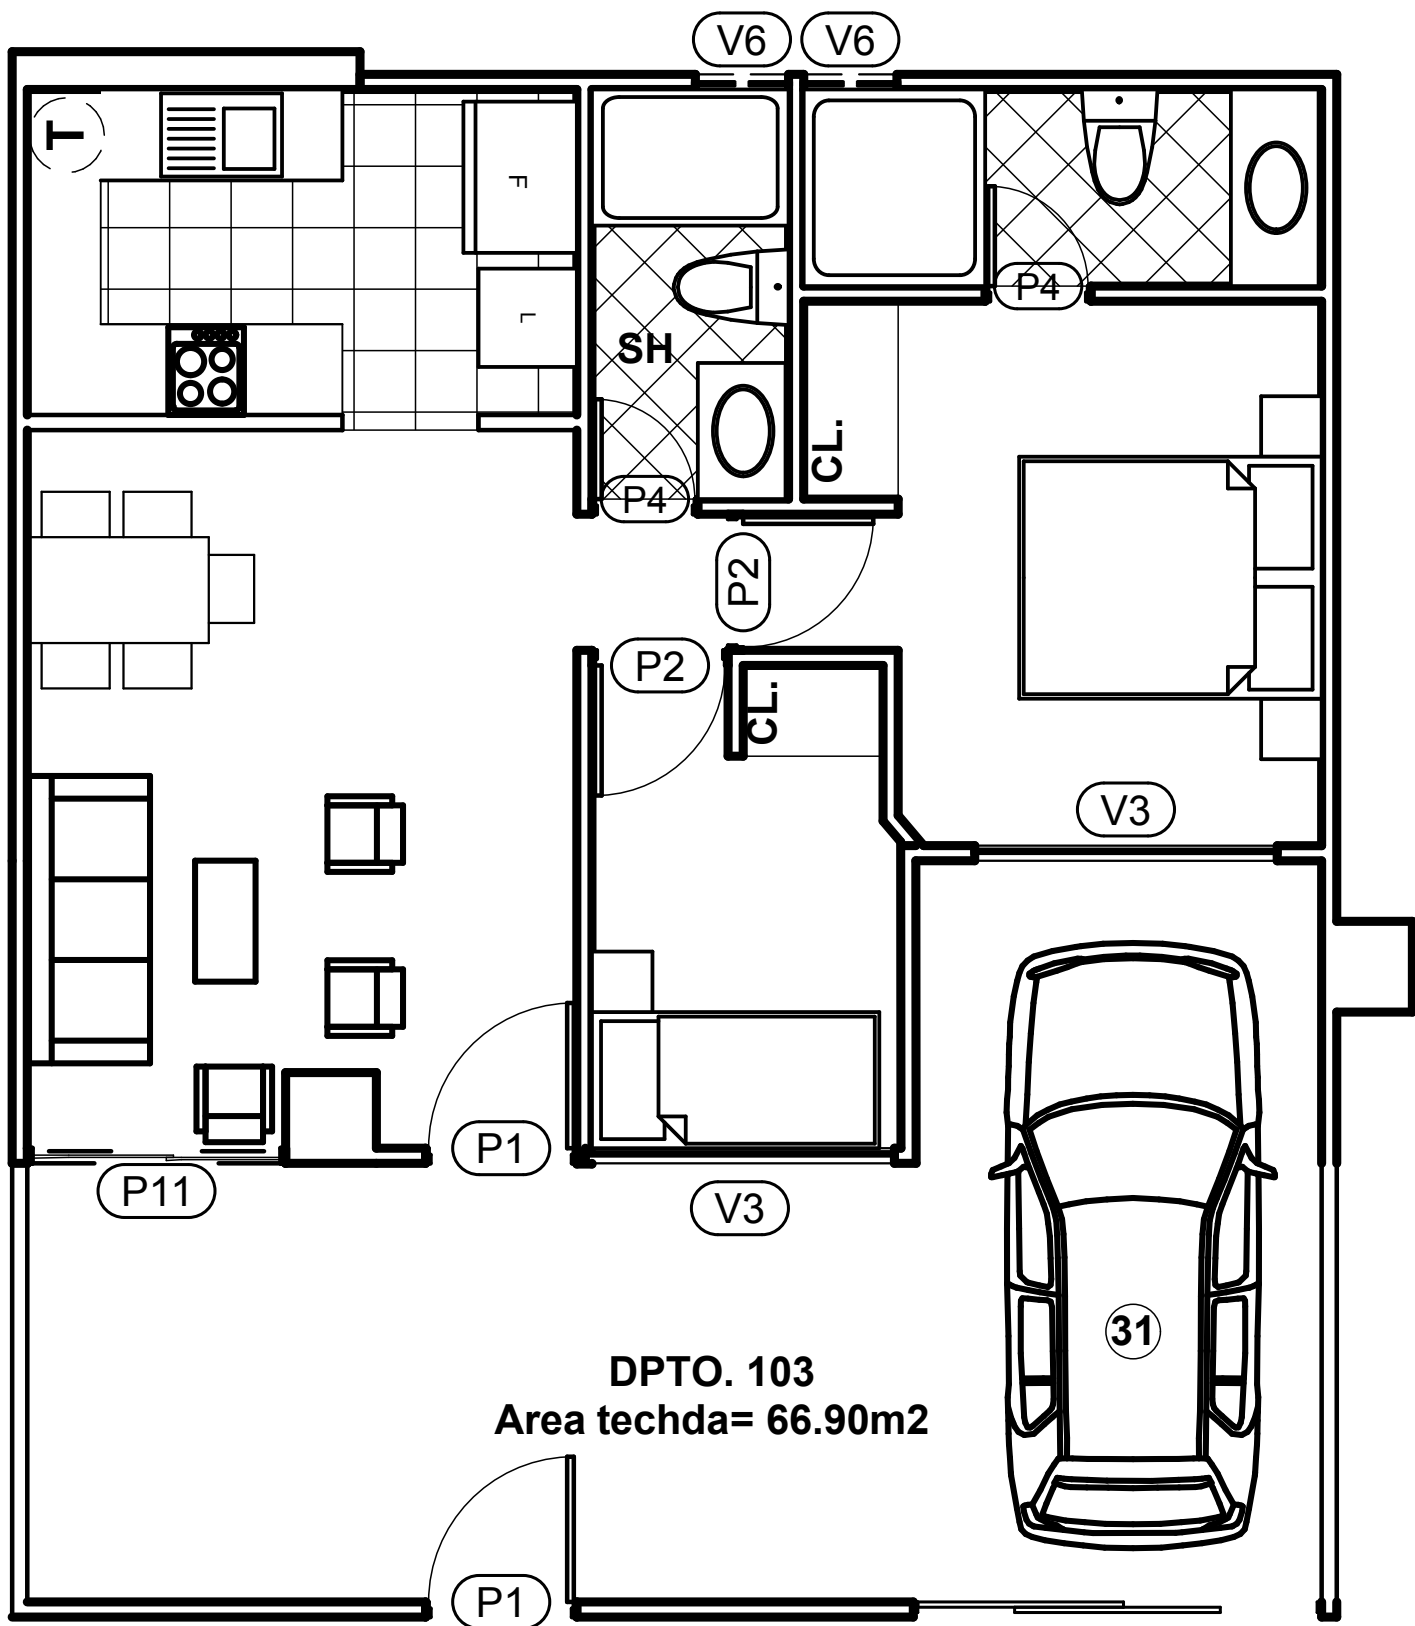 V6
V6
T
F
P4
L
SH
CL.
P4
P2
P2
CL.
V3
P1
P11
V3
31
DPTO. 103
Area techda= 66.90m2
P1